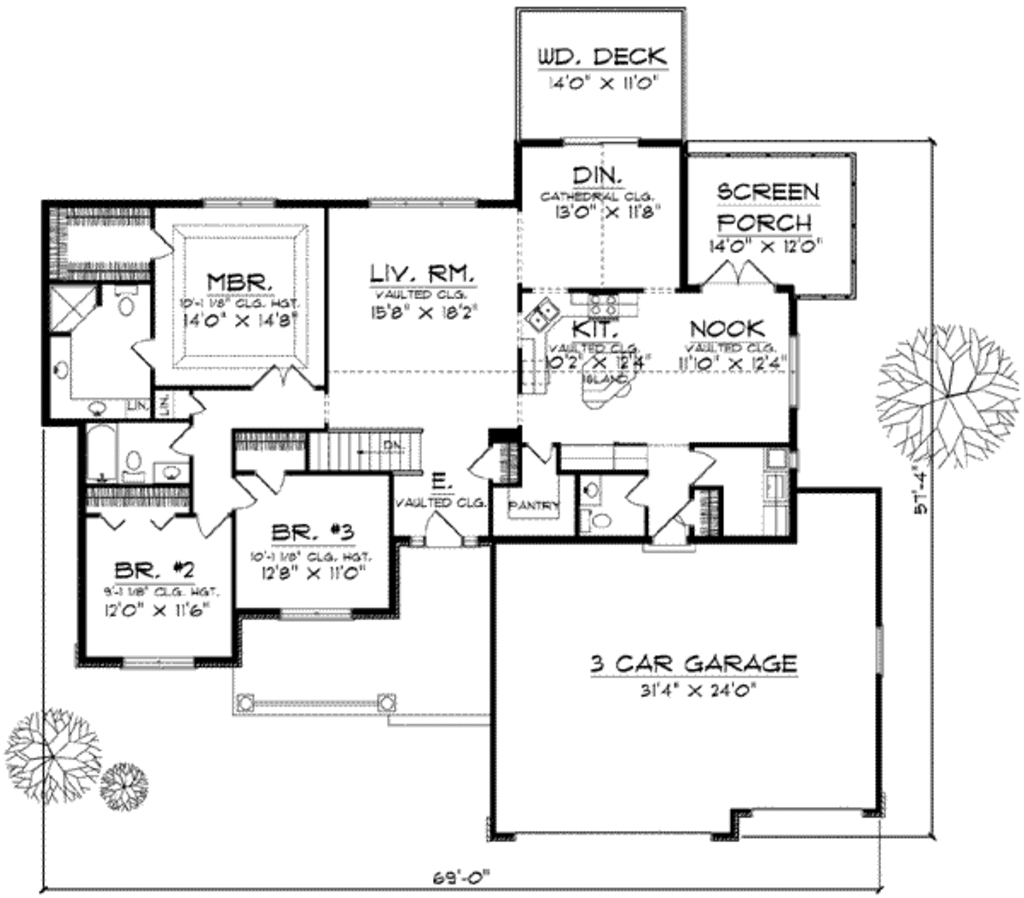 WD. DECK
14'0" X 11'0"
DIN.
CATHEDRAL CLG.
13'0" X 11'8"
SCREEN
PORCH
14'0" X 12'0"
MBR.
10'-1 1/8" CLG. HGT.
14'0" X 14'8"
LIV. RM.
VAULTED CLG.
15'8" X 18'2"
KIT.
VAULTED CLG.
10'2" X 12'4"
ISLAND
NOOK
VAULTED CLG.
11'10" X 12'4"
LIN.
LIN.
DN.
E.
VAULTED CLG.
PANTRY
57'-4"
BR. #3
10'-1 1/8" CLG. HGT.
12'8" X 11'0"
BR. #2
9'-1 1/8" CLG. HGT.
12'0" X 11'6"
3 CAR GARAGE
31'4" X 24'0"
69'-0"